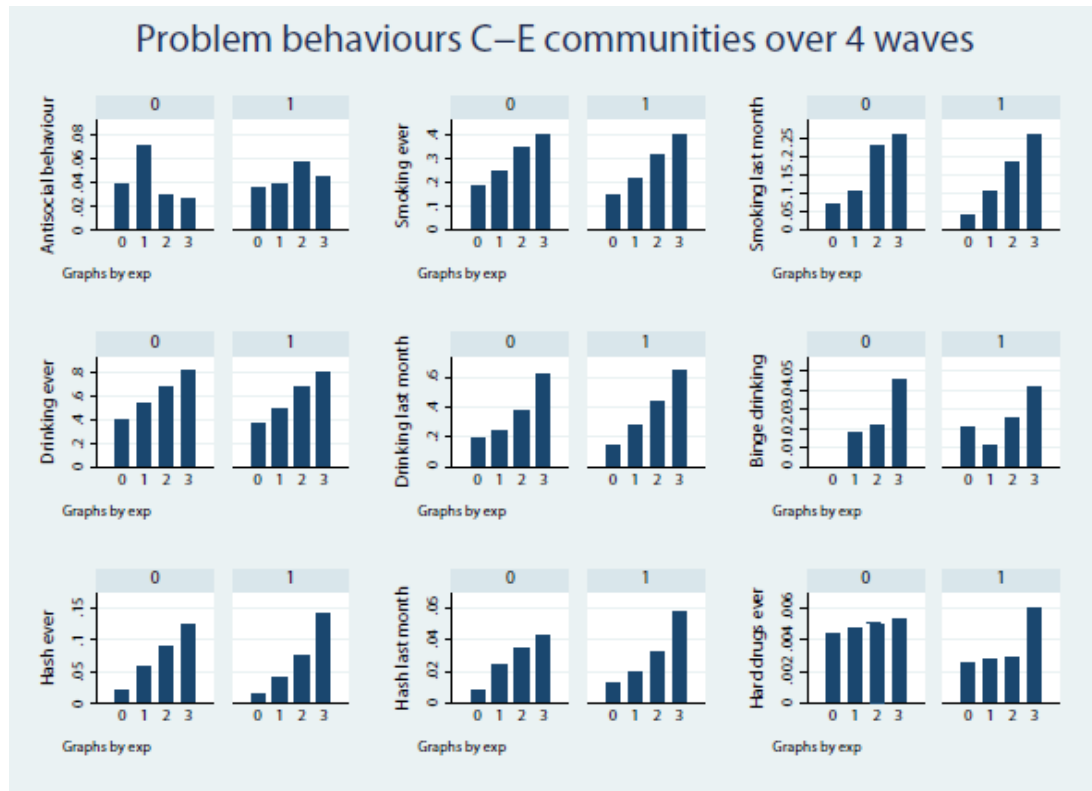 Problem behaviours C–E communities over 4 waves
Antisocial behaviour
0 1
0 .02 .04 .06 .08
0 1 2 3 0 1 2 3
Graphs by exp
Smoking ever
0 1
0 .1 .2 .3 .4
0 1 2 3 0 1 2 3
Graphs by exp
Smoking last month
0 1
0 .05 .1 .15 .2 .25
0 1 2 3 0 1 2 3
Graphs by exp
Drinking ever
0 1
0 .2 .4 .6 .8
0 1 2 3 0 1 2 3
Graphs by exp
Drinking last month
0 1
0 .2 .4 .6
0 1 2 3 0 1 2 3
Graphs by exp
Binge drinking
0 1
0 .01 .02 .03 .04 .05
0 1 2 3 0 1 2 3
Graphs by exp
Hash ever
0 1
0 .05 .1 .15
0 1 2 3 0 1 2 3
Graphs by exp
Hash last month
0 1
0 .02 .04 .06
0 1 2 3 0 1 2 3
Graphs by exp
Hard drugs ever
0 1
0 .002 .004 .006
0 1 2 3 0 1 2 3
Graphs by exp